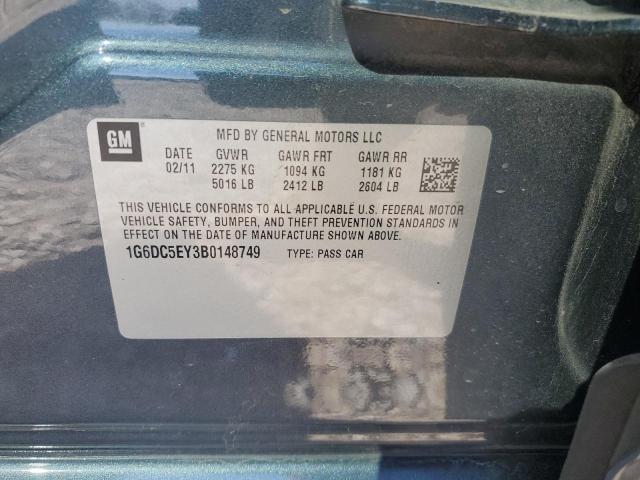 GM ® MFD BY GENERAL MOTORS LLC
DATE GVWR GAWR FRT GAWR RR
02/11 2275 KG 1094 KG 1181 KG
5016 LB 2412 LB 2604 LB
THIS VEHICLE CONFORMS TO ALL APPLICABLE U.S. FEDERAL MOTOR
VEHICLE SAFETY, BUMPER, AND THEFT PREVENTION STANDARDS
IN EFFECT ON THE DATE OF MANUFACTURE SHOWN ABOVE.
1G6DC5EY3B0148749 TYPE: PASS CAR